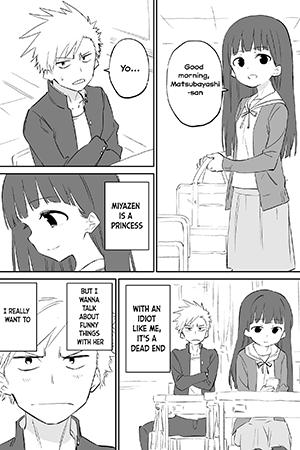 Good
morning,
Matsubayashi
-san
Yo...
MIYAZEN
IS A
PRINCESS
WITH AN
IDIOT
LIKE ME,
IT'S A
DEAD END
BUT I
WANNA
TALK
ABOUT
FUNNY
THINGS
WITH HER
I REALLY
WANT TO